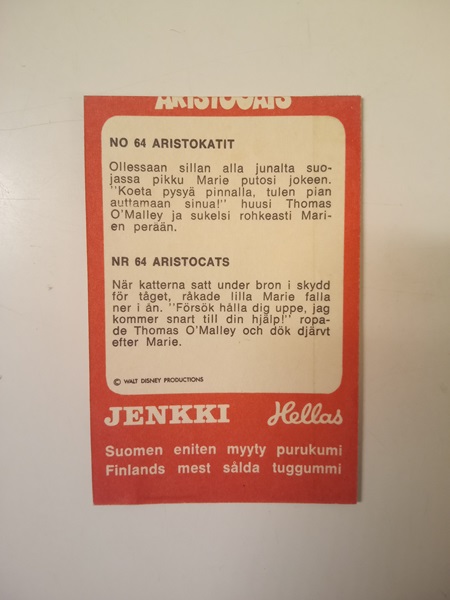 ARISTOCATS
NO 64 ARISTOKATIT
Ollessaan sillan alla junalta suo-
jassa pikku Marie putosi jokeen.
"Koeta pysyä pinnalla, tulen pian
auttamaan sinua!" huusi Thomas
O'Malley ja sukelsi rohkeasti Mari-
en perään.
NR 64 ARISTOCATS
När katterna satt under bron i skydd
för tåget, råkade lilla Marie falla
ner i ån. "Försök hålla dig uppe, jag
kommer snart till din hjälp!" ropa-
de Thomas O'Malley och dök djärvt
efter Marie.
© WALT DISNEY PRODUCTIONS
JENKKI Hellas
Suomen eniten myyty purukumi
Finlands mest sålda tuggummi